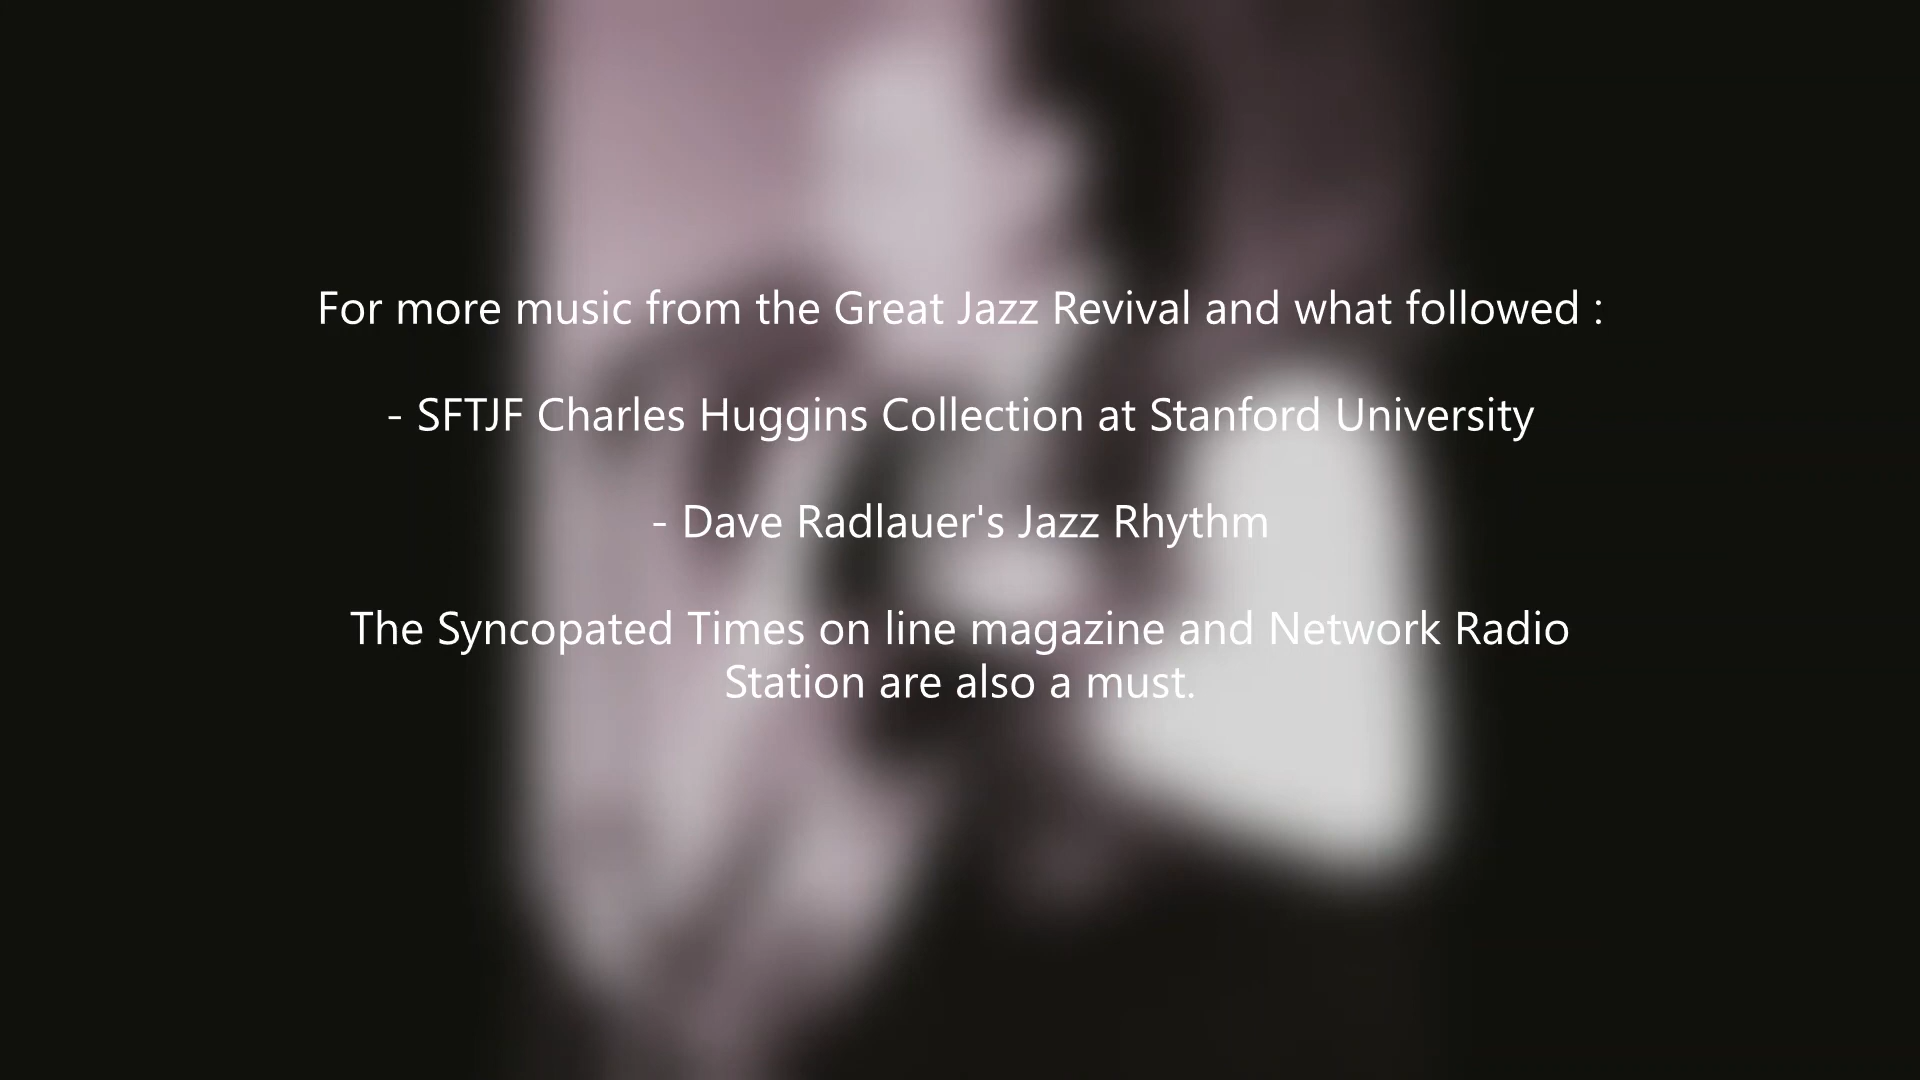 For more music from the Great Jazz Revival and what followed :
- SFTJF Charles Huggins Collection at Stanford University
- Dave Radlauer's Jazz Rhythm
The Syncopated Times on line magazine and Network Radio
Station are also a must.